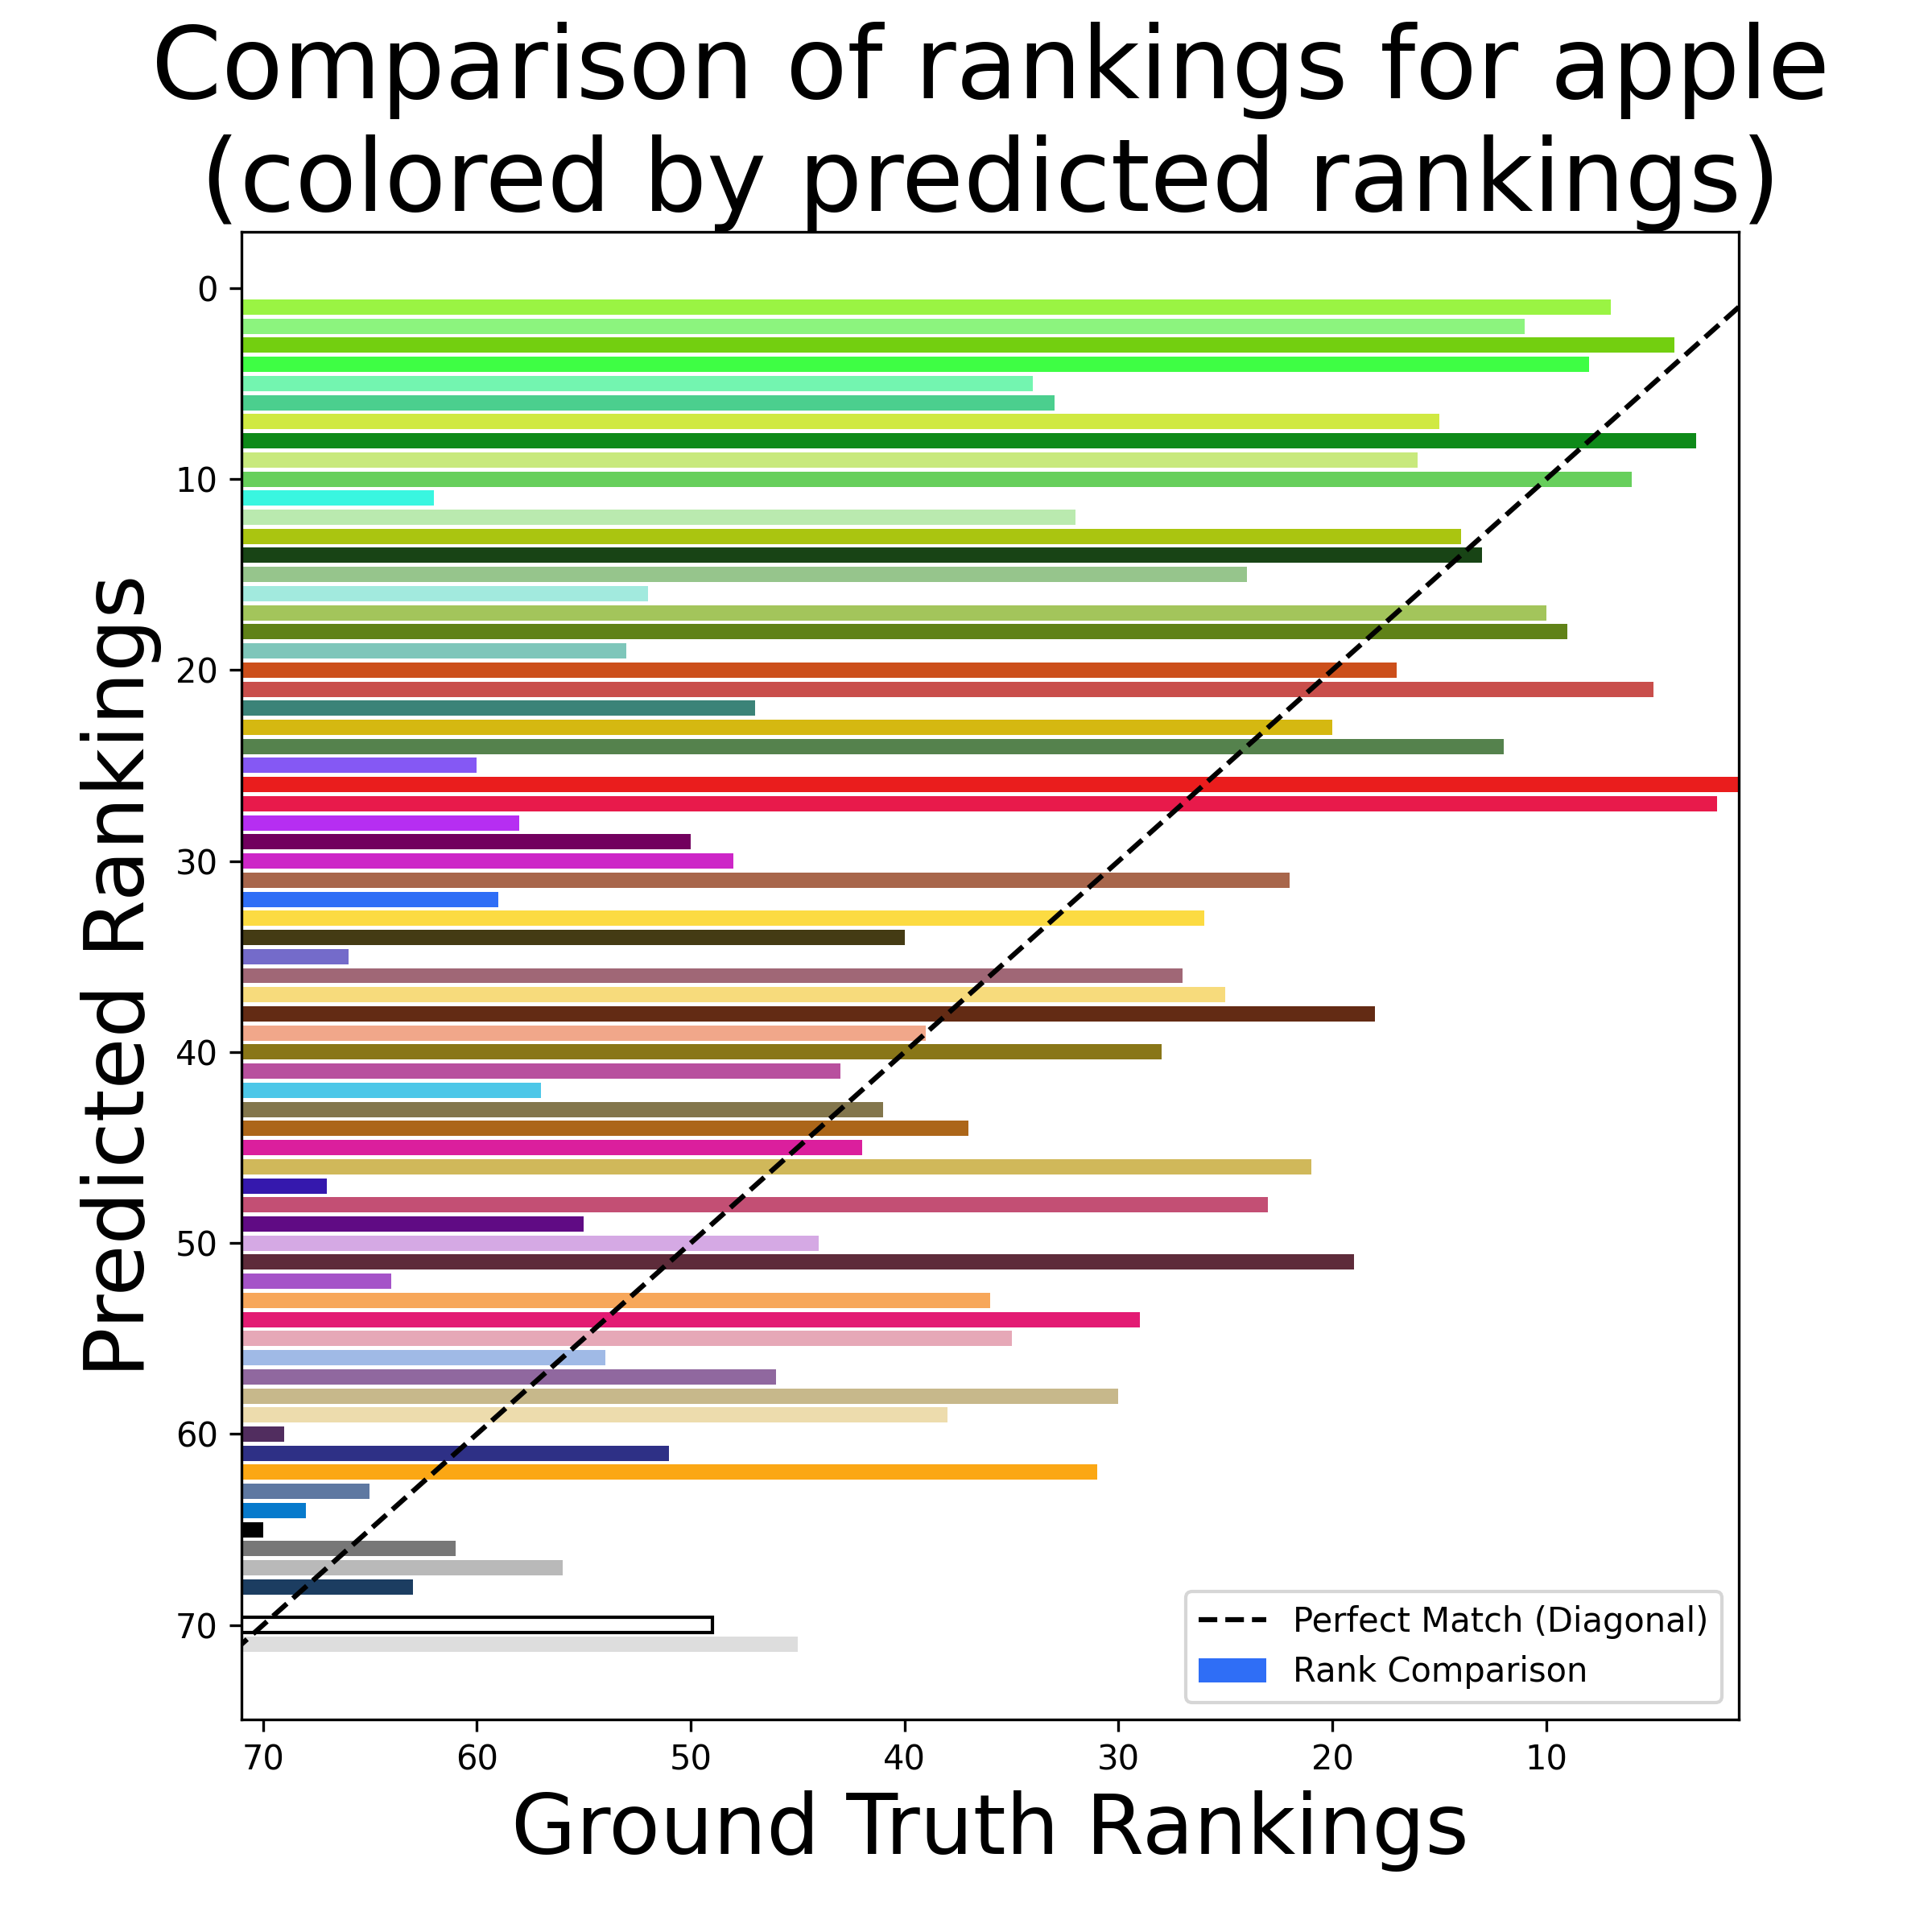 Comparison of rankings for apple
(colored by predicted rankings)
Predicted Rankings
0
10
20
30
40
50
60
70
Perfect Match (Diagonal)
Rank Comparison
70 60 50 40 30 20 10
Ground Truth Rankings